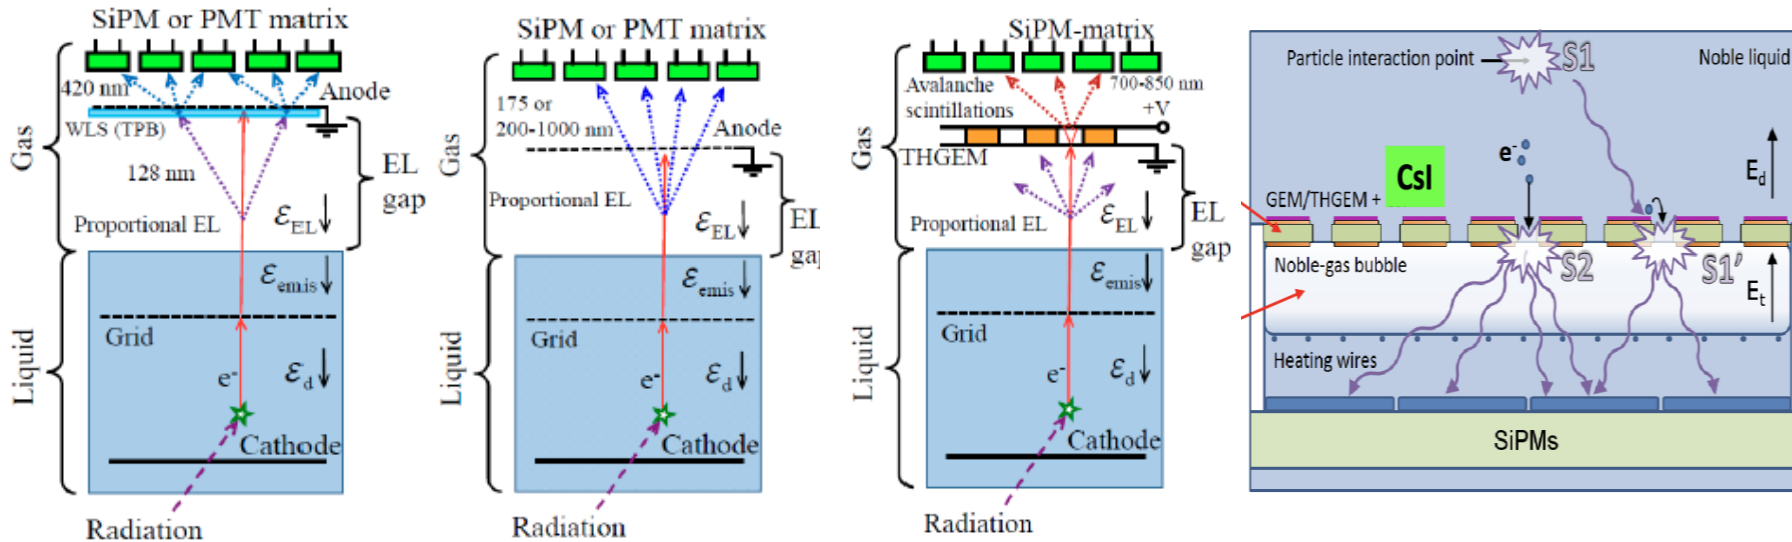 SiPM or PMT matrix
420 nm
Anode
WLS (TPB)
128 nm
EL
gap
Proportional EL
ℰEL
Gas
ℰemis
Grid
ℰd
e-
Liquid
Cathode
Radiation
SiPM or PMT matrix
175 or
200-1000 nm
Anode
Proportional EL
ℰEL
EL
gap
Gas
ℰemis
Grid
ℰd
e-
Liquid
Cathode
Radiation
SiPM-matrix
Avalanche
scintillations
700-850 nm
+V
THGEM
Proportional EL
ℰEL
EL
gap
Gas
ℰemis
Grid
ℰd
e-
Liquid
Cathode
Radiation
Particle interaction point
S1
Noble liquid
e-
Ed
CsI
GEM/THGEM +
Noble-gas bubble
S2
S1'
Et
Heating wires
SiPMs